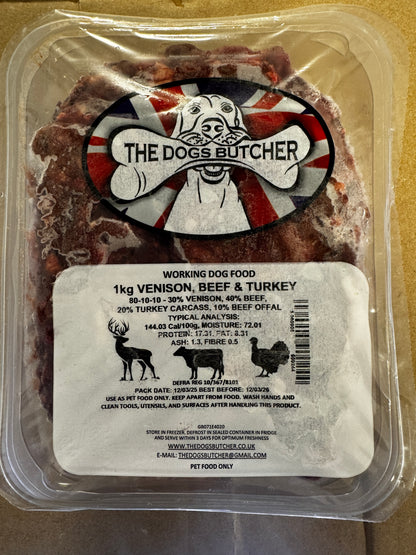 THE DOGS BUTCHER
WORKING DOG FOOD
1kg VENISON, BEEF & TURKEY
80-10-10 - 30% VENISON, 40% BEEF,
20% TURKEY CARCASS, 10% BEEF OFFAL
TYPICAL ANALYSIS:
144.03 Cal/100g, MOISTURE: 72.01
PROTEIN: 17.31, FAT: 8.31
ASH: 1.3, FIBRE 0.5
DEFRA REG 10/367/8101
PACK DATE: 12/03/25 BEST BEFORE: 12/03/26
USE AS PET FOOD ONLY. KEEP APART FROM FOOD. WASH HANDS AND
CLEAN TOOLS, UTENSILS, AND SURFACES AFTER HANDLING THIS PRODUCT.
GB071E4020
STORE IN FREEZER. DEFROST IN SEALED CONTAINER IN FRIDGE
AND SERVE WITHIN 3 DAYS FOR OPTIMUM FRESHNESS
WWW.THEDOGSBUTCHER.CO.UK
E-MAIL: THEDOGSBUTCHER@GMAIL.COM
PET FOOD ONLY